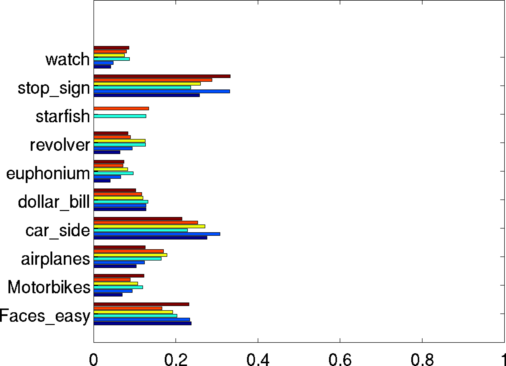 watch
stop_sign
starfish
revolver
euphonium
dollar_bill
car_side
airplanes
Motorbikes
Faces_easy
0 0.2 0.4 0.6 0.8 1